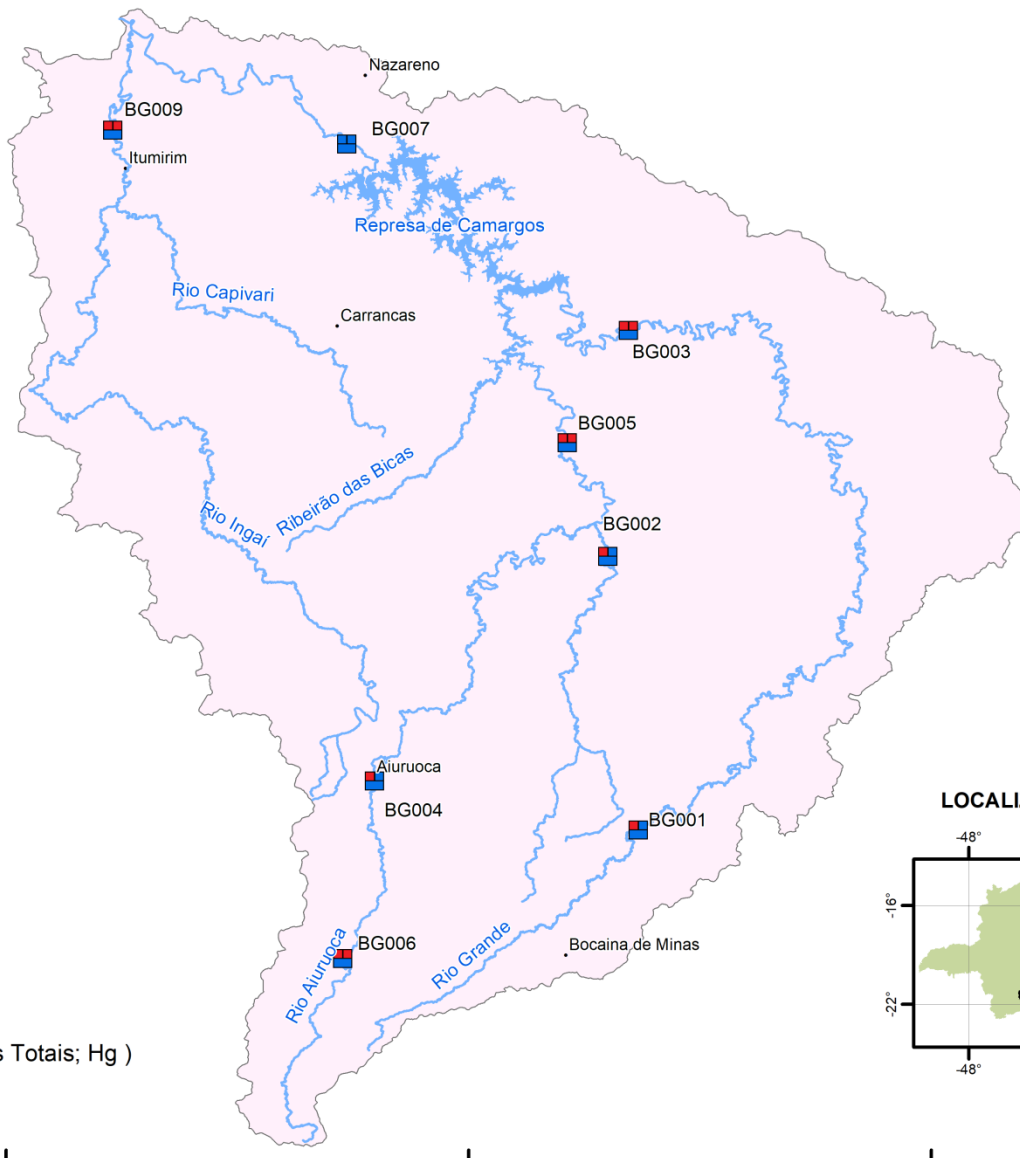 Nazareno
BG009
BG007
Itumirim
Represa de Camargos
Rio Capivari
Carrancas
BG003
BG005
Ribeirão das Bicas
Rio Ingaí
BG002
Aiuruoca
BG004
BG001
LOCALI
-48°
-16°
BG006
Rio Aiuruoca
Rio Grande
Bocaina de Minas
-22°
s Totais; Hg )
-48°